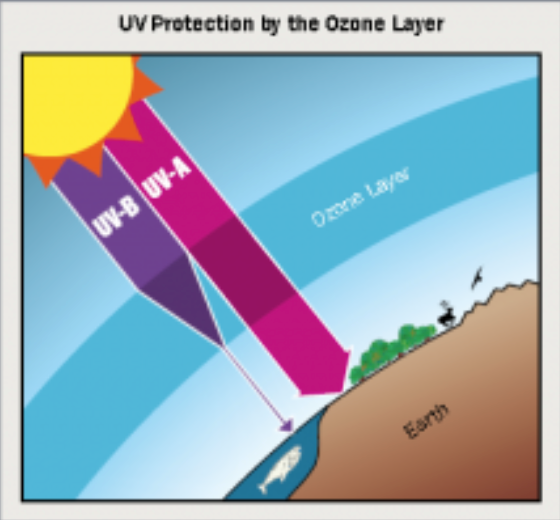 UV Protection by the Ozone Layer
UV-B
UV-A
Ozone Layer
Earth